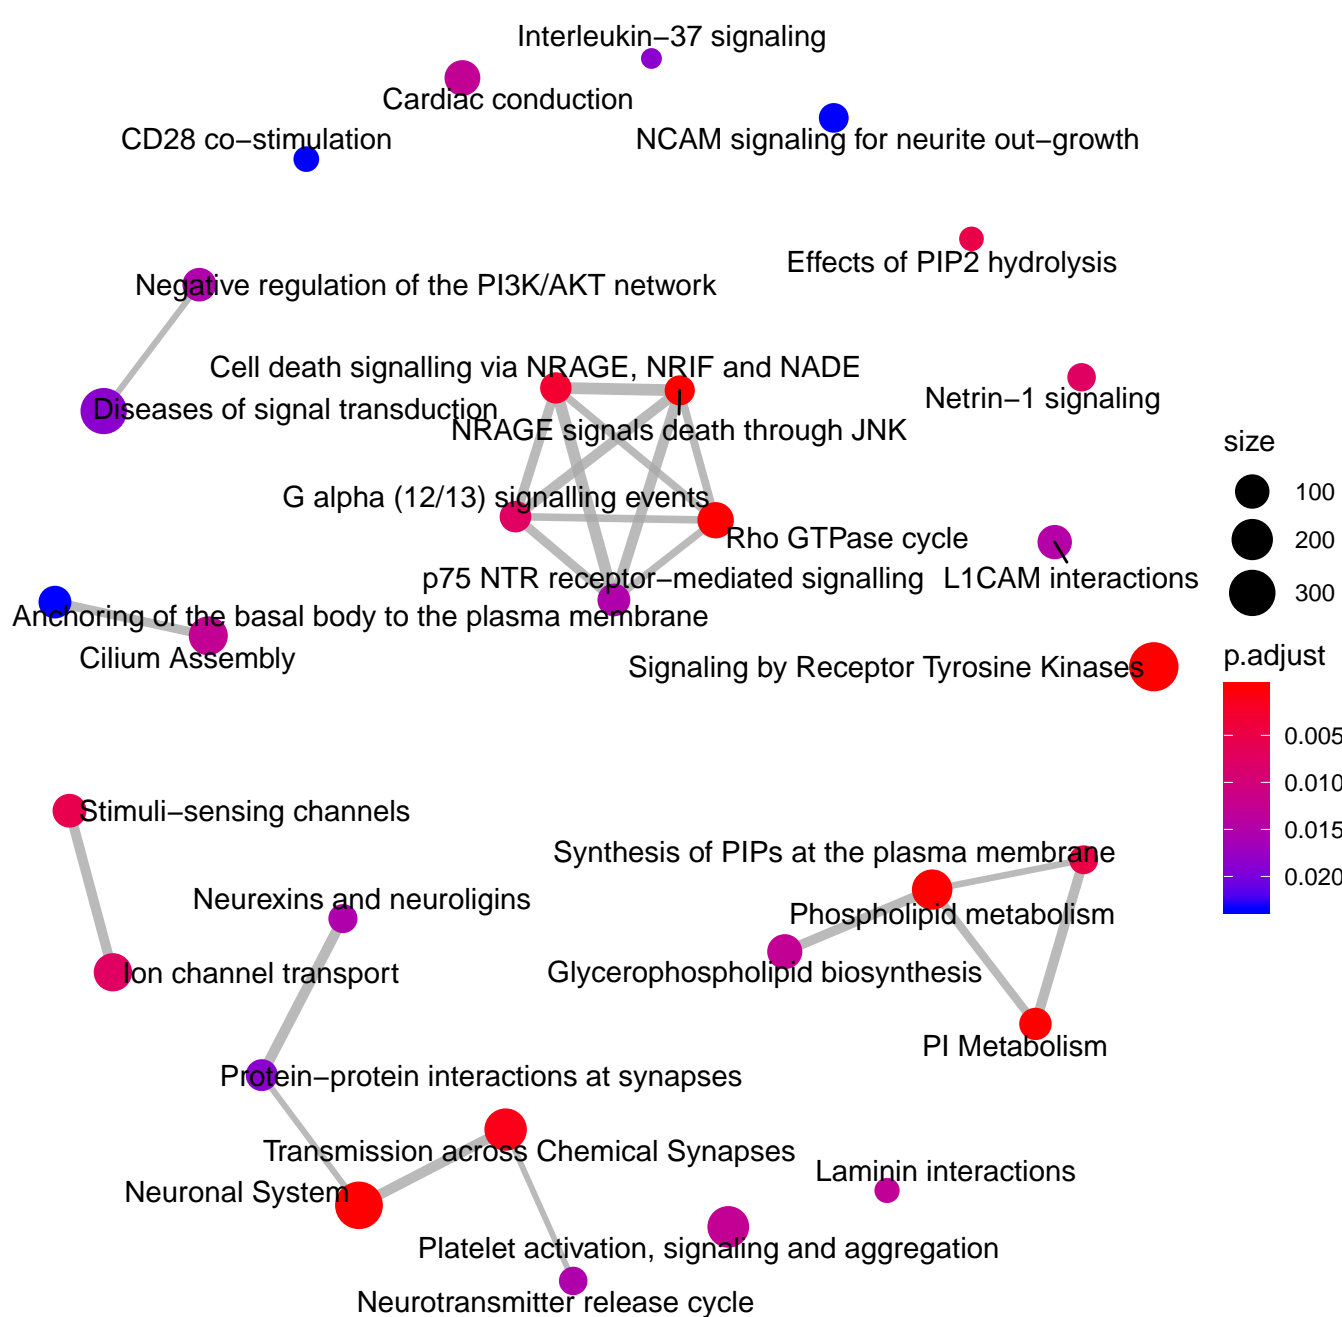 Interleukin−37 signaling
Cardiac conduction
CD28 co−stimulation
NCAM signaling for neurite out−growth
Effects of PIP2 hydrolysis
Negative regulation of the PI3K/AKT network
Cell death signalling via NRAGE, NRIF and NADE
Netrin−1 signaling
Diseases of signal transduction
NRAGE signals death through JNK
G alpha (12/13) signalling events
Rho GTPase cycle
p75 NTR receptor−mediated signalling
L1CAM interactions
Anchoring of the basal body to the plasma membrane
Cilium Assembly
Signaling by Receptor Tyrosine Kinases
size
100
200
300
p.adjust
0.005
0.010
0.015
0.020
Stimuli−sensing channels
Synthesis of PIPs at the plasma membrane
Neurexins and neuroligins
Phospholipid metabolism
Ion channel transport
Glycerophospholipid biosynthesis
PI Metabolism
Protein−protein interactions at synapses
Transmission across Chemical Synapses
Laminin interactions
Neuronal System
Platelet activation, signaling and aggregation
Neurotransmitter release cycle